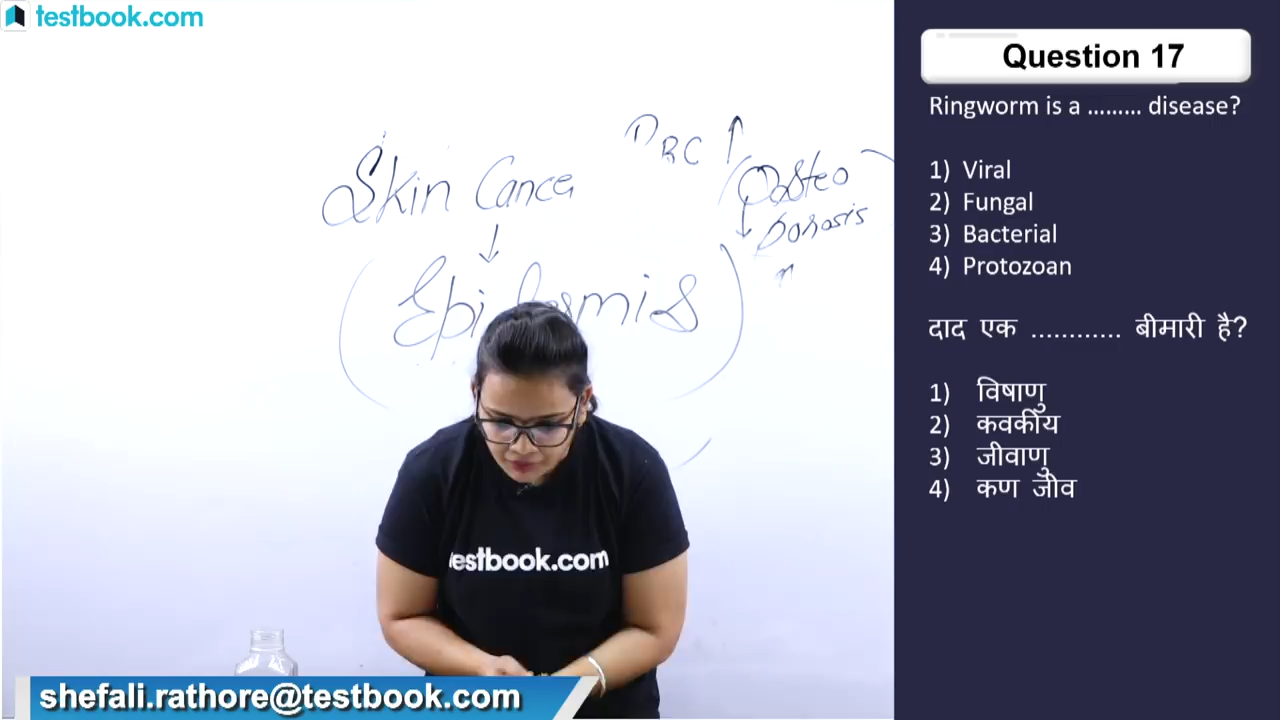 testbook.com
Skin Cancer
Epidermis
RBC
Osteo
porosis
testbook.com
shefali.rathore@testbook.com
Question 17
Ringworm is a ……… disease?
1) Viral
2) Fungal
3) Bacterial
4) Protozoan
दाद एक ………… बीमारी है?
1) विषाणु
2) कवकीय
3) जीवाणु
4) कण जीव